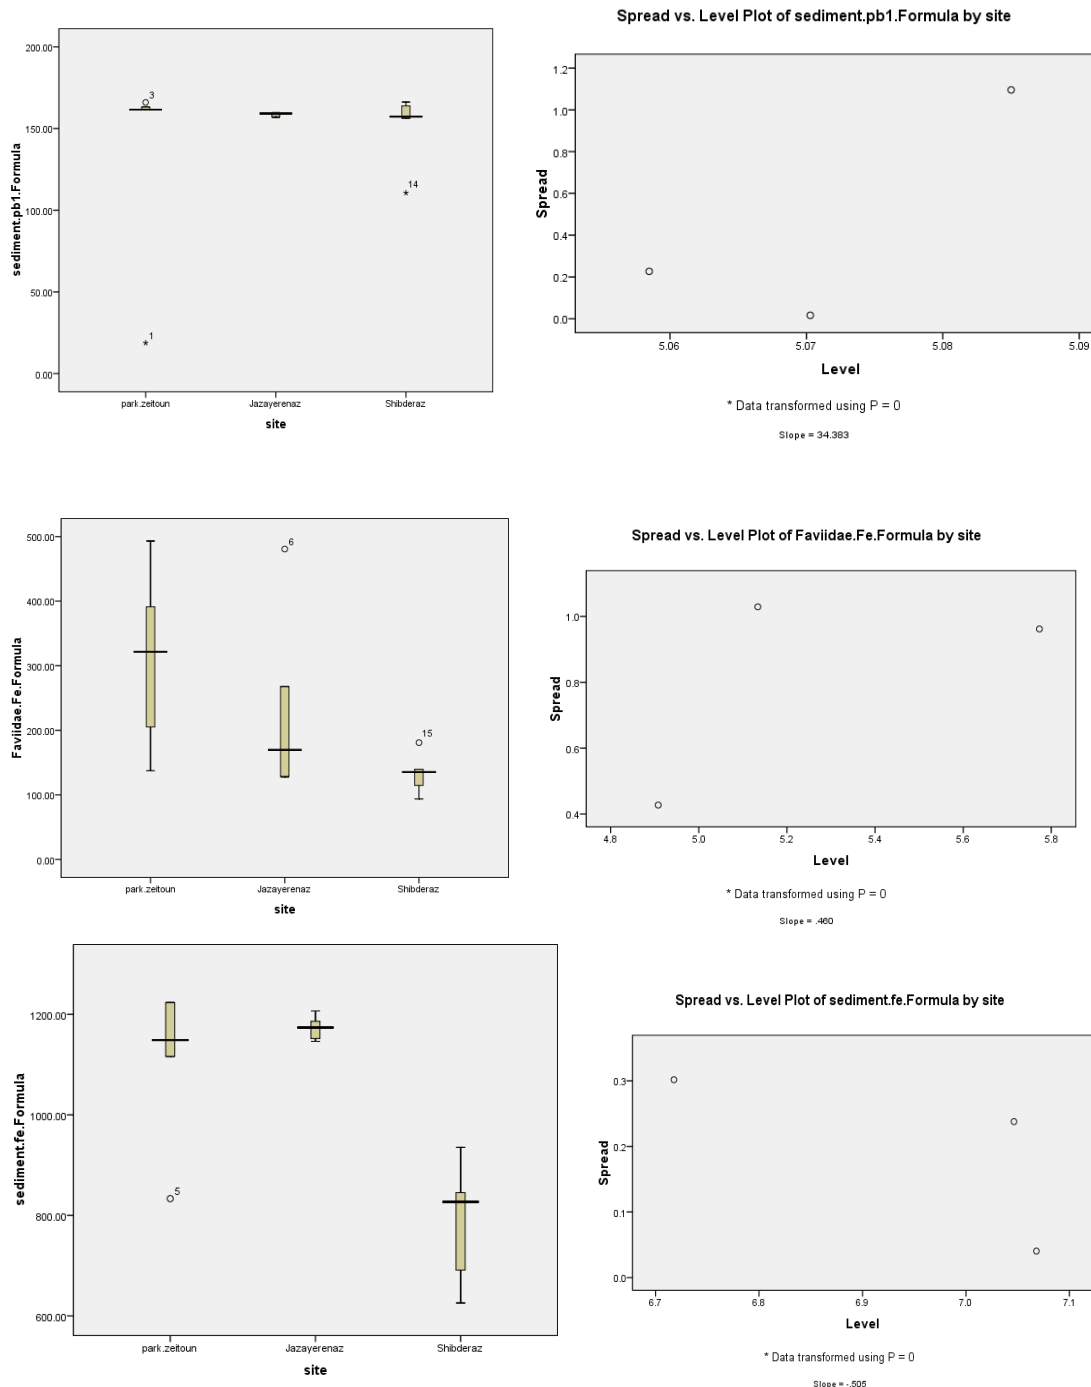 Spread vs. Level Plot of sediment.pb1.Formula by site
200.00
150.00
100.00
50.00
0.00
sediment.pb1.Formula
3
1
14
park.zeitoun Jazayerenaz Shibderaz
site
1.2
1.0
0.8
0.6
0.4
0.2
0.0
Spread
5.06 5.07 5.08 5.09
Level
* Data transformed using P = 0
Slope = 34.383
500.00
400.00
300.00
200.00
100.00
0.00
Faviidae.Fe.Formula
6
15
park.zeitoun Jazayerenaz Shibderaz
site
Spread vs. Level Plot of Faviidae.Fe.Formula by site
1.0
0.8
0.6
0.4
Spread
4.8 5.0 5.2 5.4 5.6 5.8
Level
* Data transformed using P = 0
Slope = .460
1200.00
1000.00
800.00
600.00
sediment.fe.Formula
5
park.zeitoun Jazayerenaz Shibderaz
site
Spread vs. Level Plot of sediment.fe.Formula by site
0.3
0.2
0.1
0.0
Spread
6.7 6.8 6.9 7.0 7.1
Level
* Data transformed using P = 0
Slope = -.505